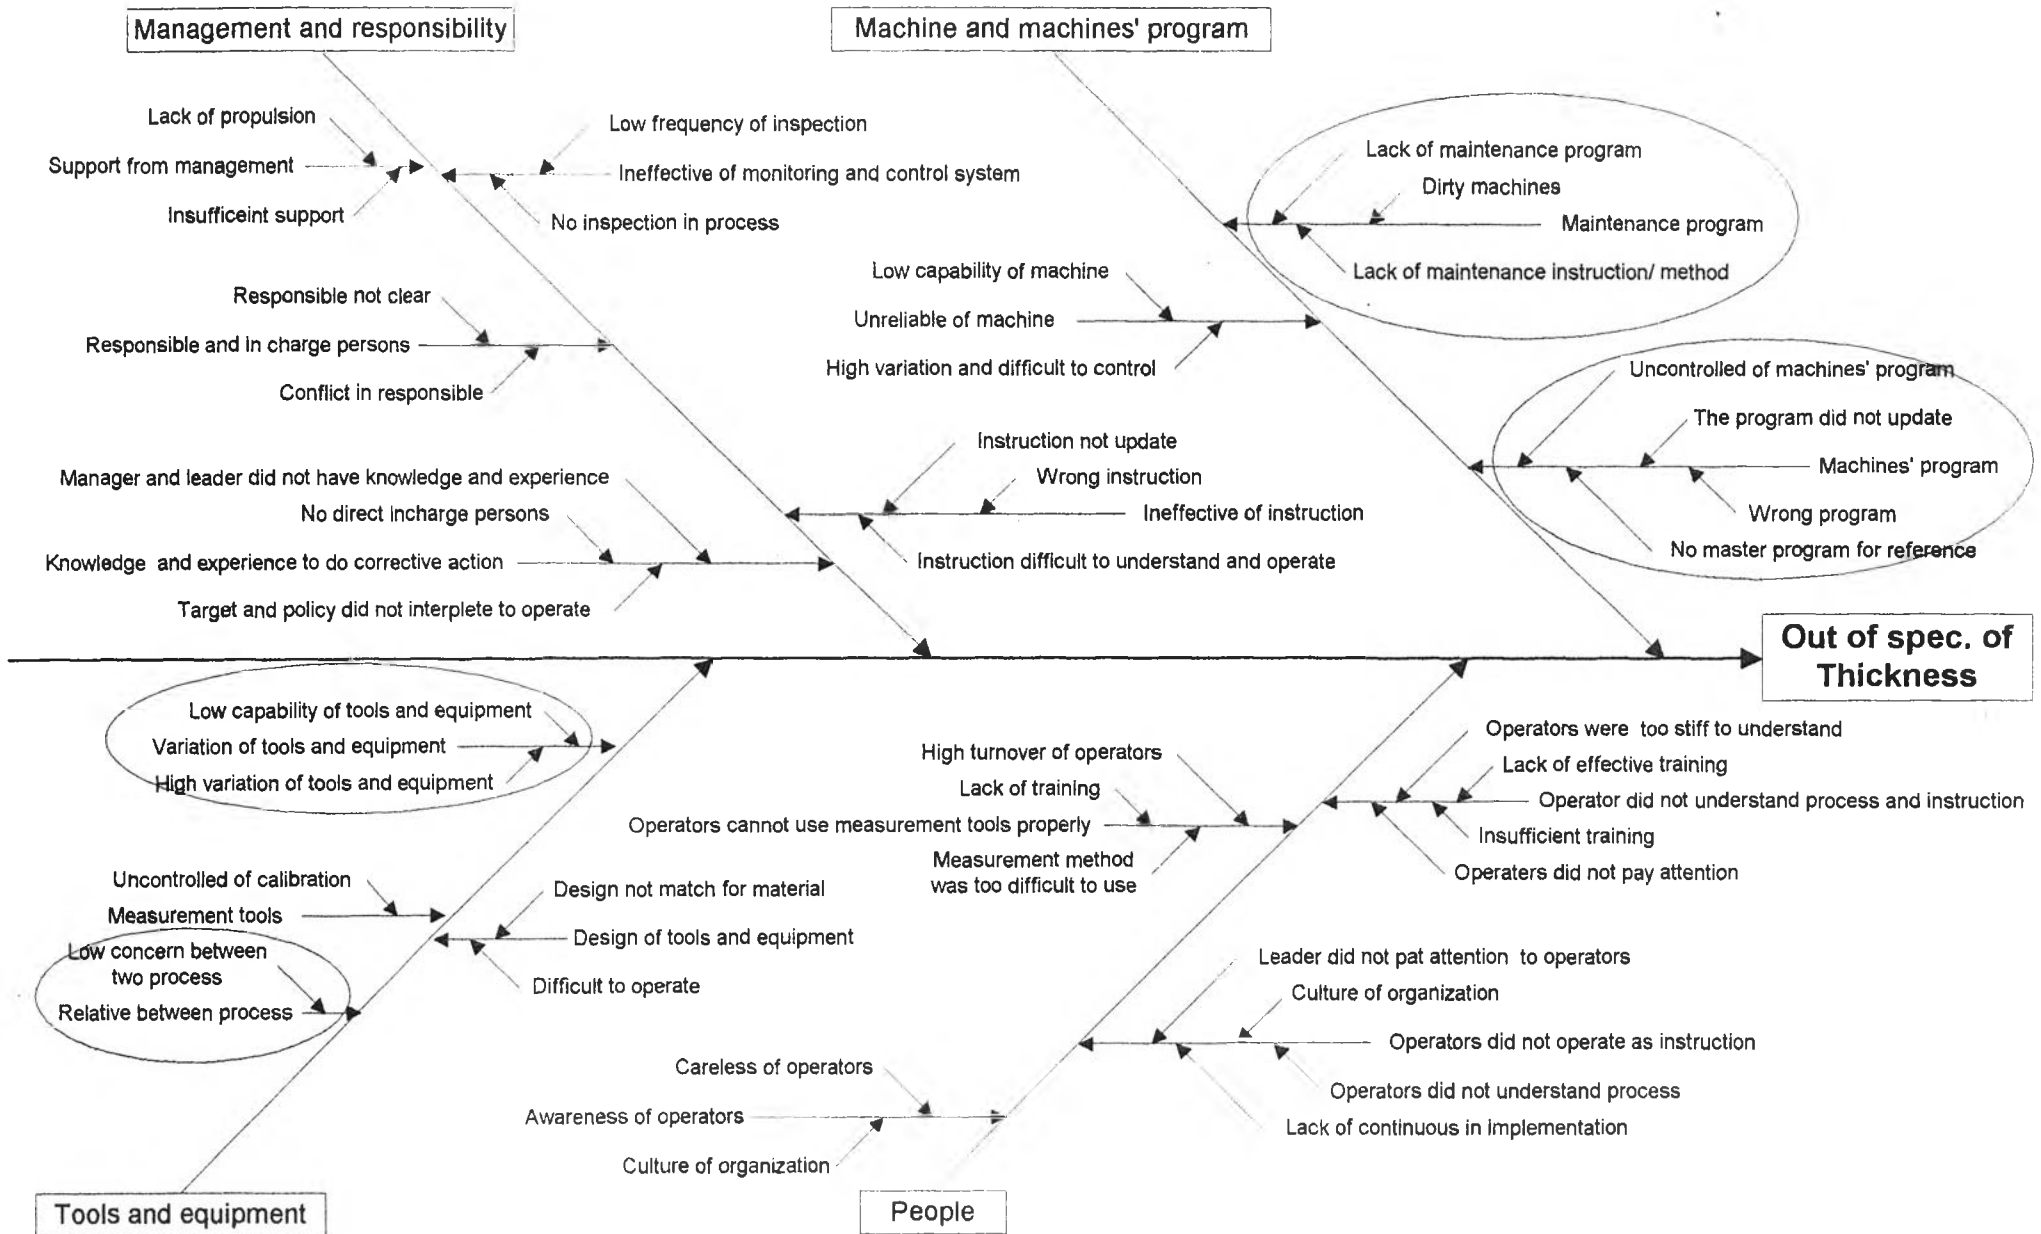 Management and responsibility
Machine and machines' program
Lack of propulsion
Support from management
Insufficeint support
Low frequency of inspection
Ineffective of monitoring and control system
No inspection in process
Responsible not clear
Responsible and in charge persons
Conflict in responsible
Manager and leader did not have knowledge and experience
No direct incharge persons
Knowledge and experience to do corrective action
Target and policy did not interplete to operate
Instruction not update
Wrong instruction
Ineffective of instruction
Instruction difficult to understand and operate
Lack of maintenance program
Dirty machines
Maintenance program
Lack of maintenance instruction/ method
Low capability of machine
Unreliable of machine
High variation and difficult to control
Uncontrolled of machines' program
The program did not update
Machines' program
Wrong program
No master program for reference
Out of spec. of
Thickness
Low capability of tools and equipment
Variation of tools and equipment
High variation of tools and equipment
Uncontrolled of calibration
Measurement tools
Low concern between
two process
Relative between process
Design not match for material
Design of tools and equipment
Difficult to operate
High turnover of operators
Lack of training
Operators cannot use measurement tools properly
Measurement method
was too difficult to use
Operators were too stiff to understand
Lack of effective training
Operator did not understand process and instruction
Insufficient training
Operaters did not pay attention
Leader did not pat attention to operators
Culture of organization
Operators did not operate as instruction
Operators did not understand process
Lack of continuous in implementation
Careless of operators
Awareness of operators
Culture of organization
Tools and equipment
People